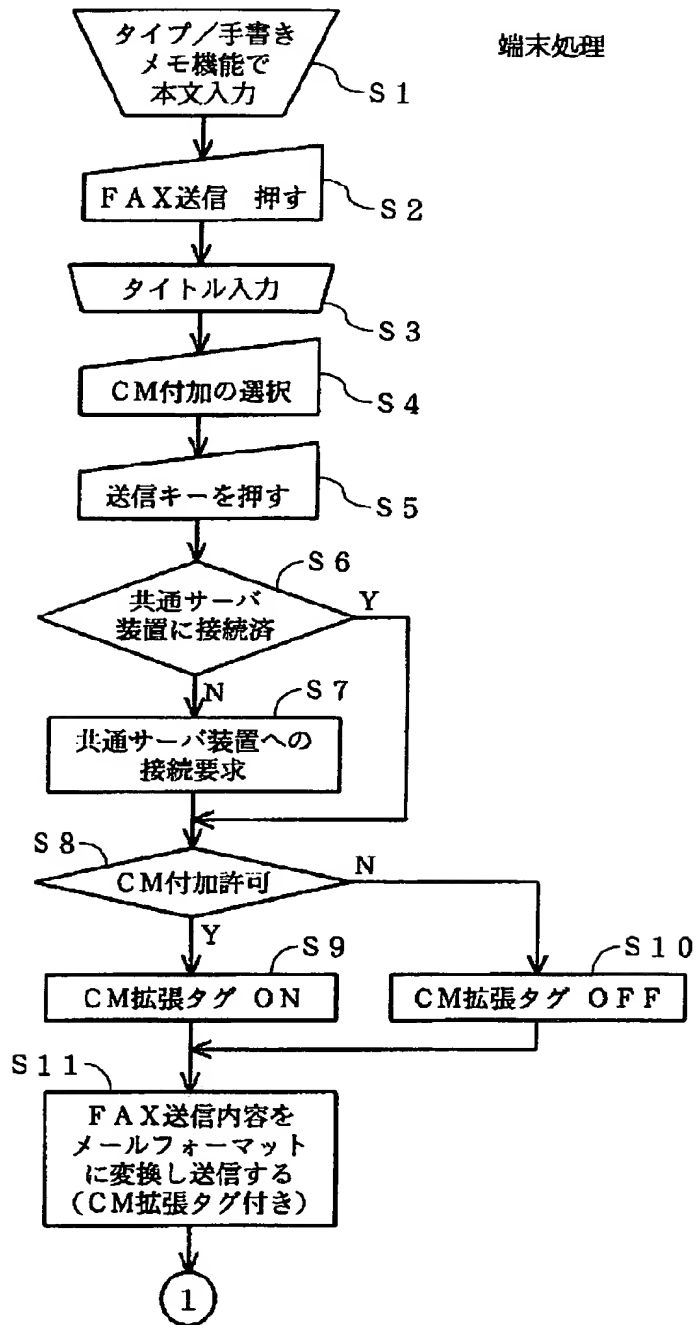 端末処理
タイプ／手書き
メモ機能で
本文入力
S1
FAX送信　押す
S2
タイトル入力
S3
CM付加の選択
S4
送信キーを押す
S5
S6
共通サーバ
装置に接続済
Y
N
S7
共通サーバ装置への
接続要求
S8
CM付加許可
N
Y
S9
CM拡張タグ ON
S10
CM拡張タグ OFF
S11
FAX送信内容を
メールフォーマット
に変換し送信する
（CM拡張タグ付き）
1